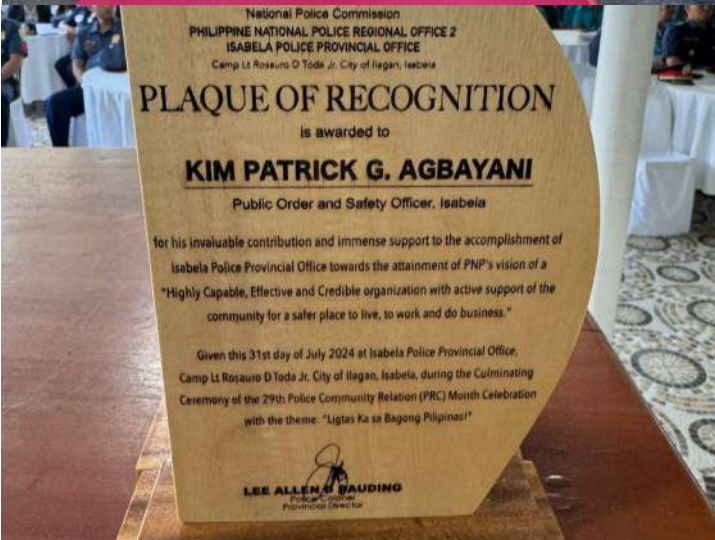 National Police Commission
PHILIPPINE NATIONAL POLICE REGIONAL OFFICE 2
ISABELA POLICE PROVINCIAL OFFICE
Camp Lt Rosauro D Toda Jr, City of Ilagan, Isabela
PLAQUE OF RECOGNITION
is awarded to
KIM PATRICK G. AGBAYANI
Public Order and Safety Officer, Isabela
for his invaluable contribution and immense support to the accomplishment of
Isabela Police Provincial Office towards the attainment of PNP's vision of a
"Highly Capable, Effective and Credible organization with active support of the
community for a safer place to live, to work and do business."
Given this 31st day of July 2024 at Isabela Police Provincial Office,
Camp Lt Rosauro D Toda Jr, City of Ilagan, Isabela, during the Culminating
Ceremony of the 29th Police Community Relation (PRC) Month Celebration
with the theme: "Ligtas Ka sa Bagong Pilipinas!"
LEE ALLEN B BAUDING
Police Colonel
Provincial Director